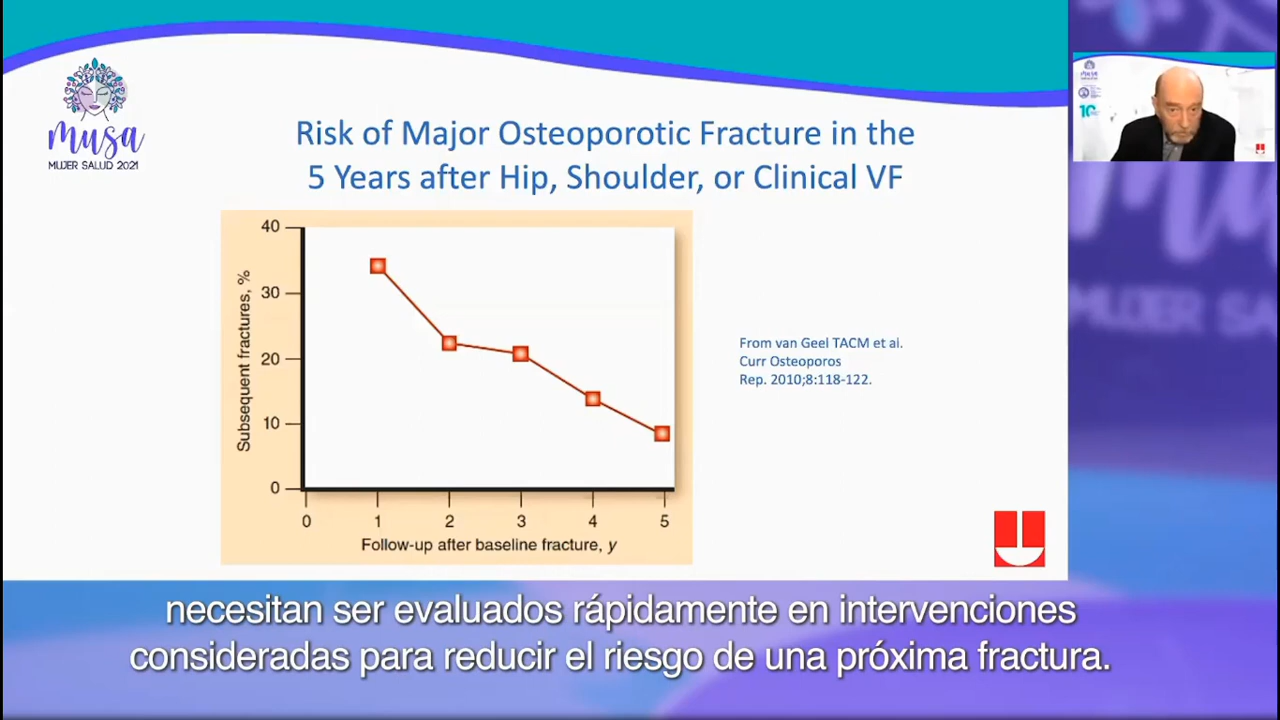 musa
MUJER SALUD 2021
Risk of Major Osteoporotic Fracture in the
5 Years after Hip, Shoulder, or Clinical VF
40
30
20
10
0
Subsequent fractures, %
0 1 2 3 4 5
Follow-up after baseline fracture, y
From van Geel TACM et al.
Curr Osteoporos
Rep. 2010;8:118-122.
MUJER SA
necesitan ser evaluados rápidamente en intervenciones
consideradas para reducir el riesgo de una próxima fractura.